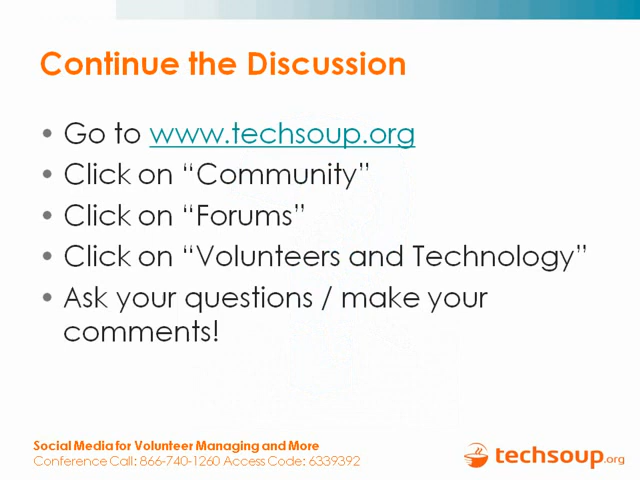 Continue the Discussion
• Go to www.techsoup.org
• Click on “Community”
• Click on “Forums”
• Click on “Volunteers and Technology”
• Ask your questions / make your
comments!
Social Media for Volunteer Managing and More
Conference Call: 866-740-1260 Access Code: 6339392
techsoup.org